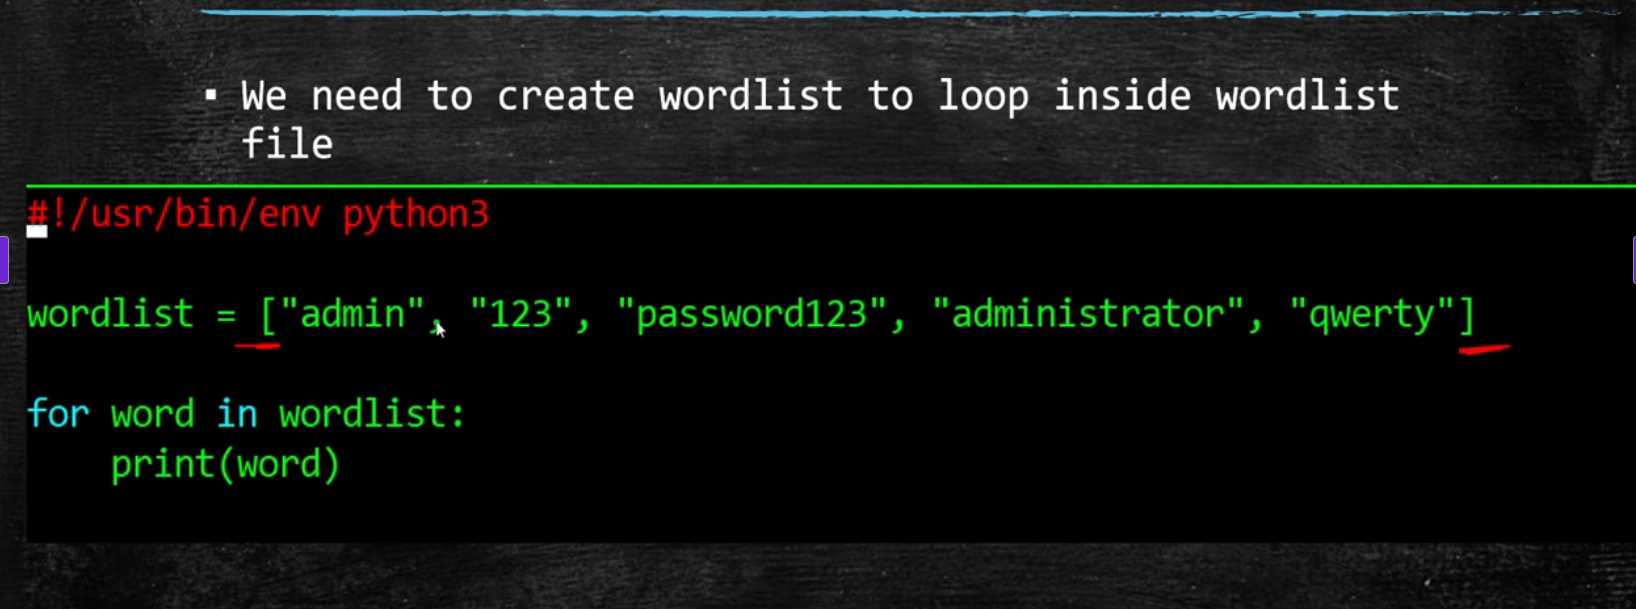 ▪ We need to create wordlist to loop inside wordlist
file
#!/usr/bin/env python3
wordlist = ["admin", "123", "password123", "administrator", "qwerty"]
for word in wordlist:
    print(word)